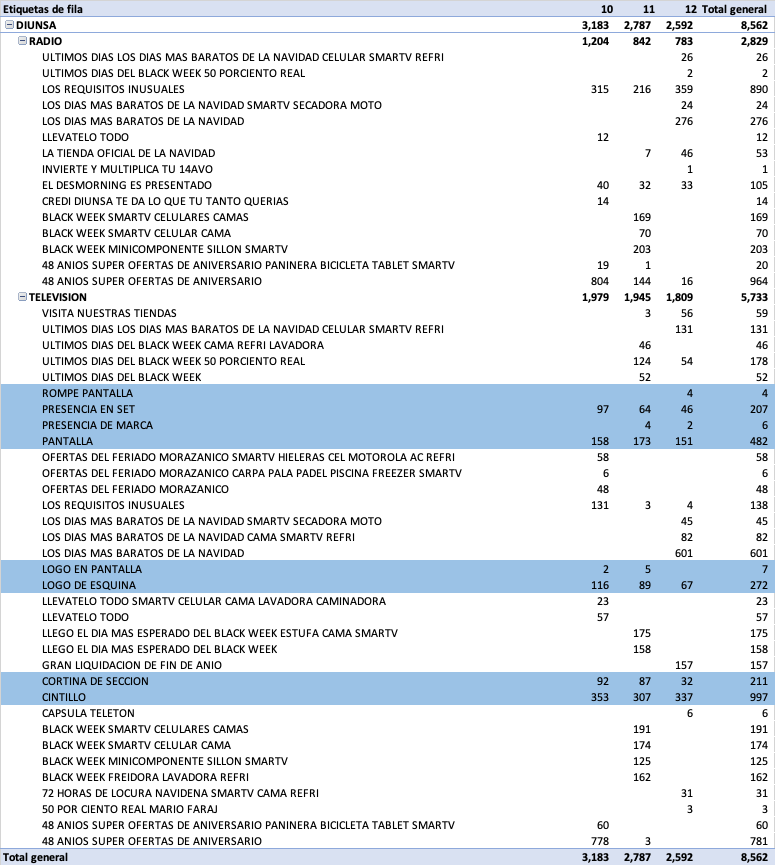 Etiquetas de fila 10 11 12 Total general
DIUNSA 3,183 2,787 2,592 8,562
RADIO 1,204 842 783 2,829
ULTIMOS DIAS LOS DIAS MAS BARATOS DE LA NAVIDAD CELULAR SMARTV REFRI 26 26
ULTIMOS DIAS DEL BLACK WEEK 50 PORCIENTO REAL 2 2
LOS REQUISITOS INUSUALES 315 216 359 890
LOS DIAS MAS BARATOS DE LA NAVIDAD SMARTV SECADORA MOTO 24 24
LOS DIAS MAS BARATOS DE LA NAVIDAD 276 276
LLEVATELO TODO 12 12
LA TIENDA OFICIAL DE LA NAVIDAD 7 46 53
INVIERTE Y MULTIPLICA TU 14AVO 1 1
EL DESMORNING ES PRESENTADO 40 32 33 105
CREDI DIUNSA TE DA LO QUE TU TANTO QUERIAS 14 14
BLACK WEEK SMARTV CELULARES CAMAS 169 169
BLACK WEEK SMARTV CELULAR CAMA 70 70
BLACK WEEK MINICOMPONENTE SILLON SMARTV 203 203
48 ANIOS SUPER OFERTAS DE ANIVERSARIO PANINERA BICICLETA TABLET SMARTV 19 1 20
48 ANIOS SUPER OFERTAS DE ANIVERSARIO 804 144 16 964
TELEVISION 1,979 1,945 1,809 5,733
VISITA NUESTRAS TIENDAS 3 56 59
ULTIMOS DIAS LOS DIAS MAS BARATOS DE LA NAVIDAD CELULAR SMARTV REFRI 131 131
ULTIMOS DIAS DEL BLACK WEEK CAMA REFRI LAVADORA 46 46
ULTIMOS DIAS DEL BLACK WEEK 50 PORCIENTO REAL 124 54 178
ULTIMOS DIAS DEL BLACK WEEK 52 52
ROMPE PANTALLA 4 4
PRESENCIA EN SET 97 64 46 207
PRESENCIA DE MARCA 4 2 6
PANTALLA 158 173 151 482
OFERTAS DEL FERIADO MORAZANICO SMARTV HIELERAS CEL MOTOROLA AC REFRI 58 58
OFERTAS DEL FERIADO MORAZANICO CARPA PALA PADEL PISCINA FREEZER SMARTV 6 6
OFERTAS DEL FERIADO MORAZANICO 48 48
LOS REQUISITOS INUSUALES 131 3 4 138
LOS DIAS MAS BARATOS DE LA NAVIDAD SMARTV SECADORA MOTO 45 45
LOS DIAS MAS BARATOS DE LA NAVIDAD CAMA SMARTV REFRI 82 82
LOS DIAS MAS BARATOS DE LA NAVIDAD 601 601
LOGO EN PANTALLA 2 5 7
LOGO DE ESQUINA 116 89 67 272
LLEVATELO TODO SMARTV CELULAR CAMA LAVADORA CAMINADORA 23 23
LLEVATELO TODO 57 57
LLEGO EL DIA MAS ESPERADO DEL BLACK WEEK ESTUFA CAMA SMARTV 175 175
LLEGO EL DIA MAS ESPERADO DEL BLACK WEEK 158 158
GRAN LIQUIDACION DE FIN DE ANIO 157 157
CORTINA DE SECCION 92 87 32 211
CINTILLO 353 307 337 997
CAPSULA TELETON 6 6
BLACK WEEK SMARTV CELULARES CAMAS 191 191
BLACK WEEK SMARTV CELULAR CAMA 174 174
BLACK WEEK MINICOMPONENTE SILLON SMARTV 125 125
BLACK WEEK FREIDORA LAVADORA REFRI 162 162
72 HORAS DE LOCURA NAVIDENA SMARTV CAMA REFRI 31 31
50 POR CIENTO REAL MARIO FARAJ 3 3
48 ANIOS SUPER OFERTAS DE ANIVERSARIO PANINERA BICICLETA TABLET SMARTV 60 60
48 ANIOS SUPER OFERTAS DE ANIVERSARIO 778 3 781
Total general 3,183 2,787 2,592 8,562